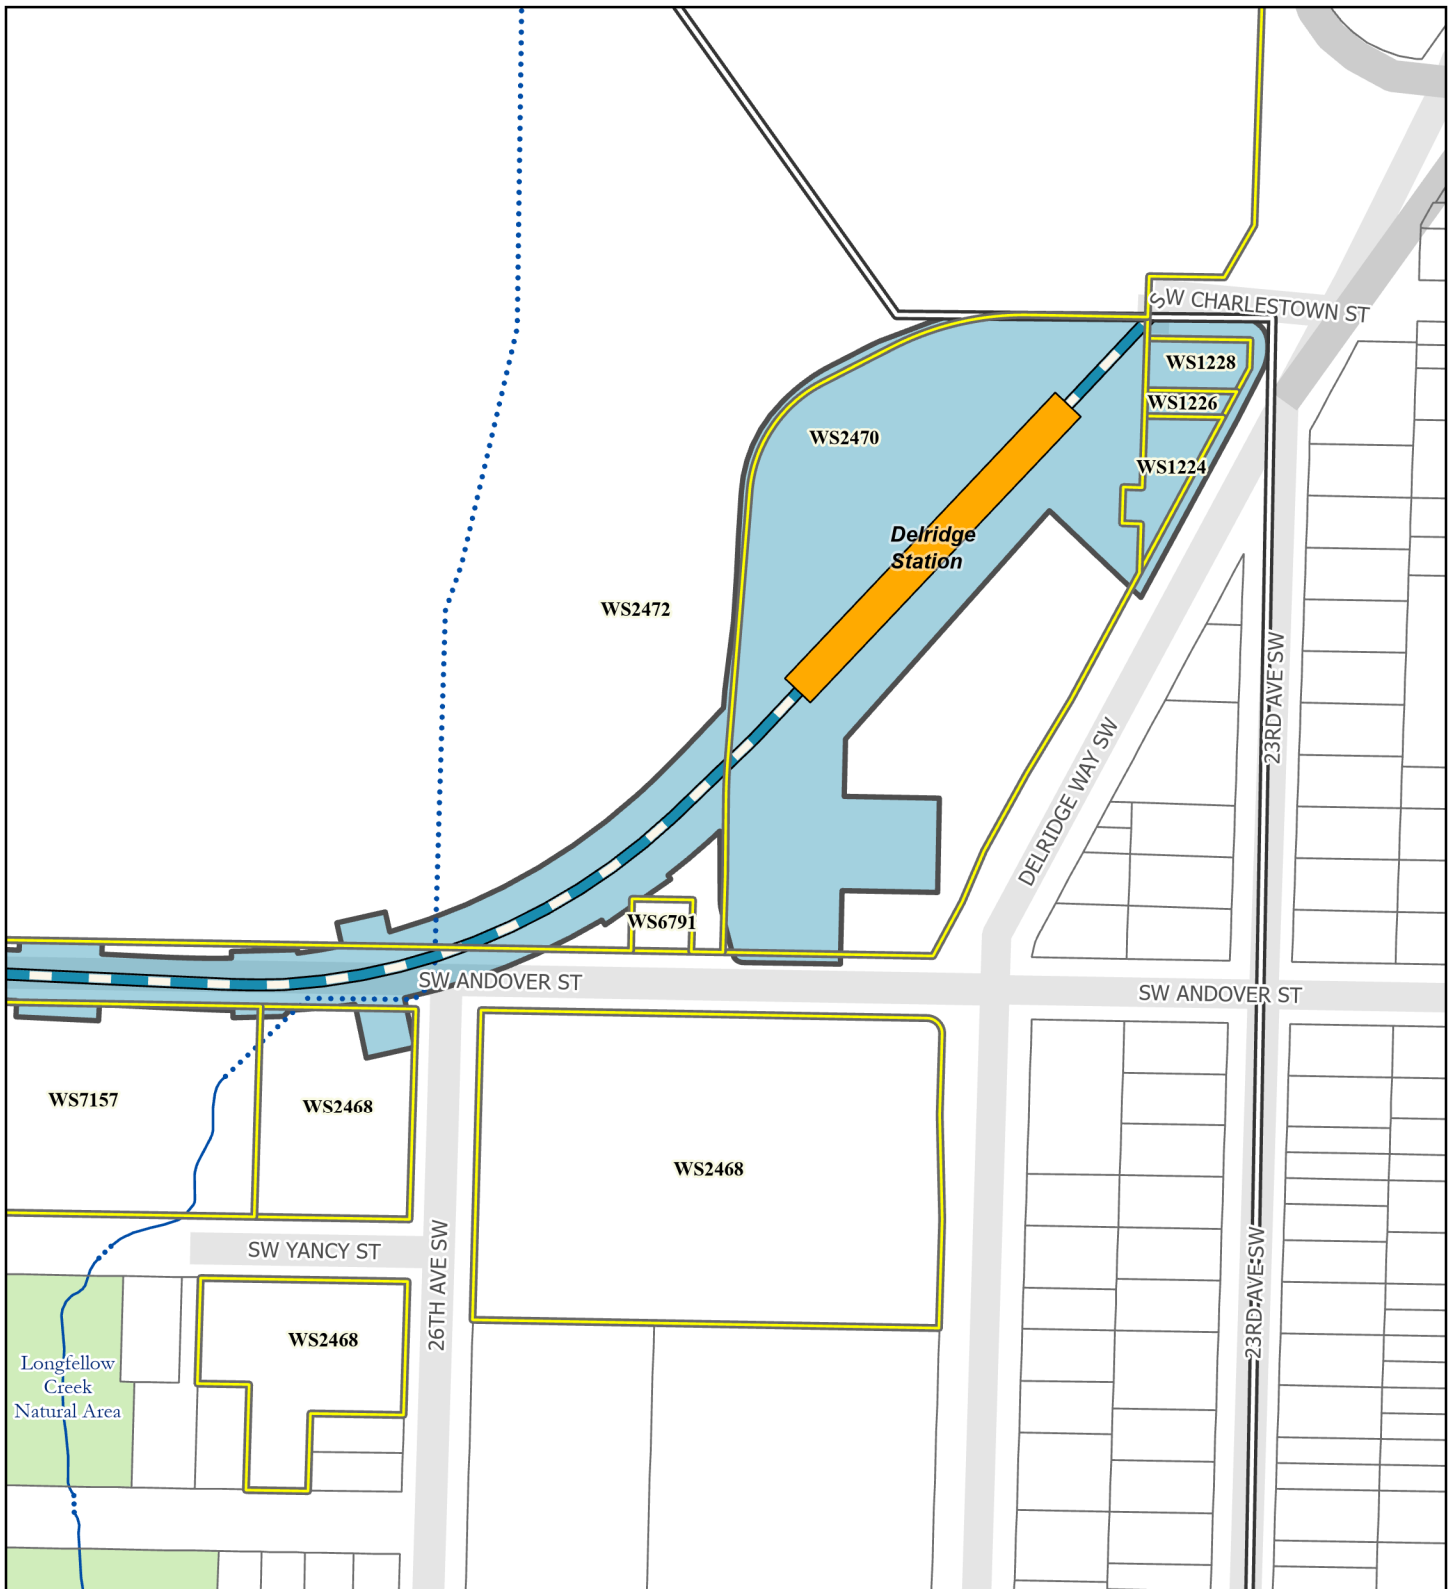 SW CHARLESTOWN ST
WS1228
WS1226
WS2470
WS1224
Delridge
Station
WS2472
23RD AVE SW
DELRIDGE WAY SW
WS6791
SW ANDOVER ST
SW ANDOVER ST
WS7157
WS2468
WS2468
SW YANCY ST
26TH AVE SW
23RD AVE SW
WS2468
Longfellow
Creek
Natural Area